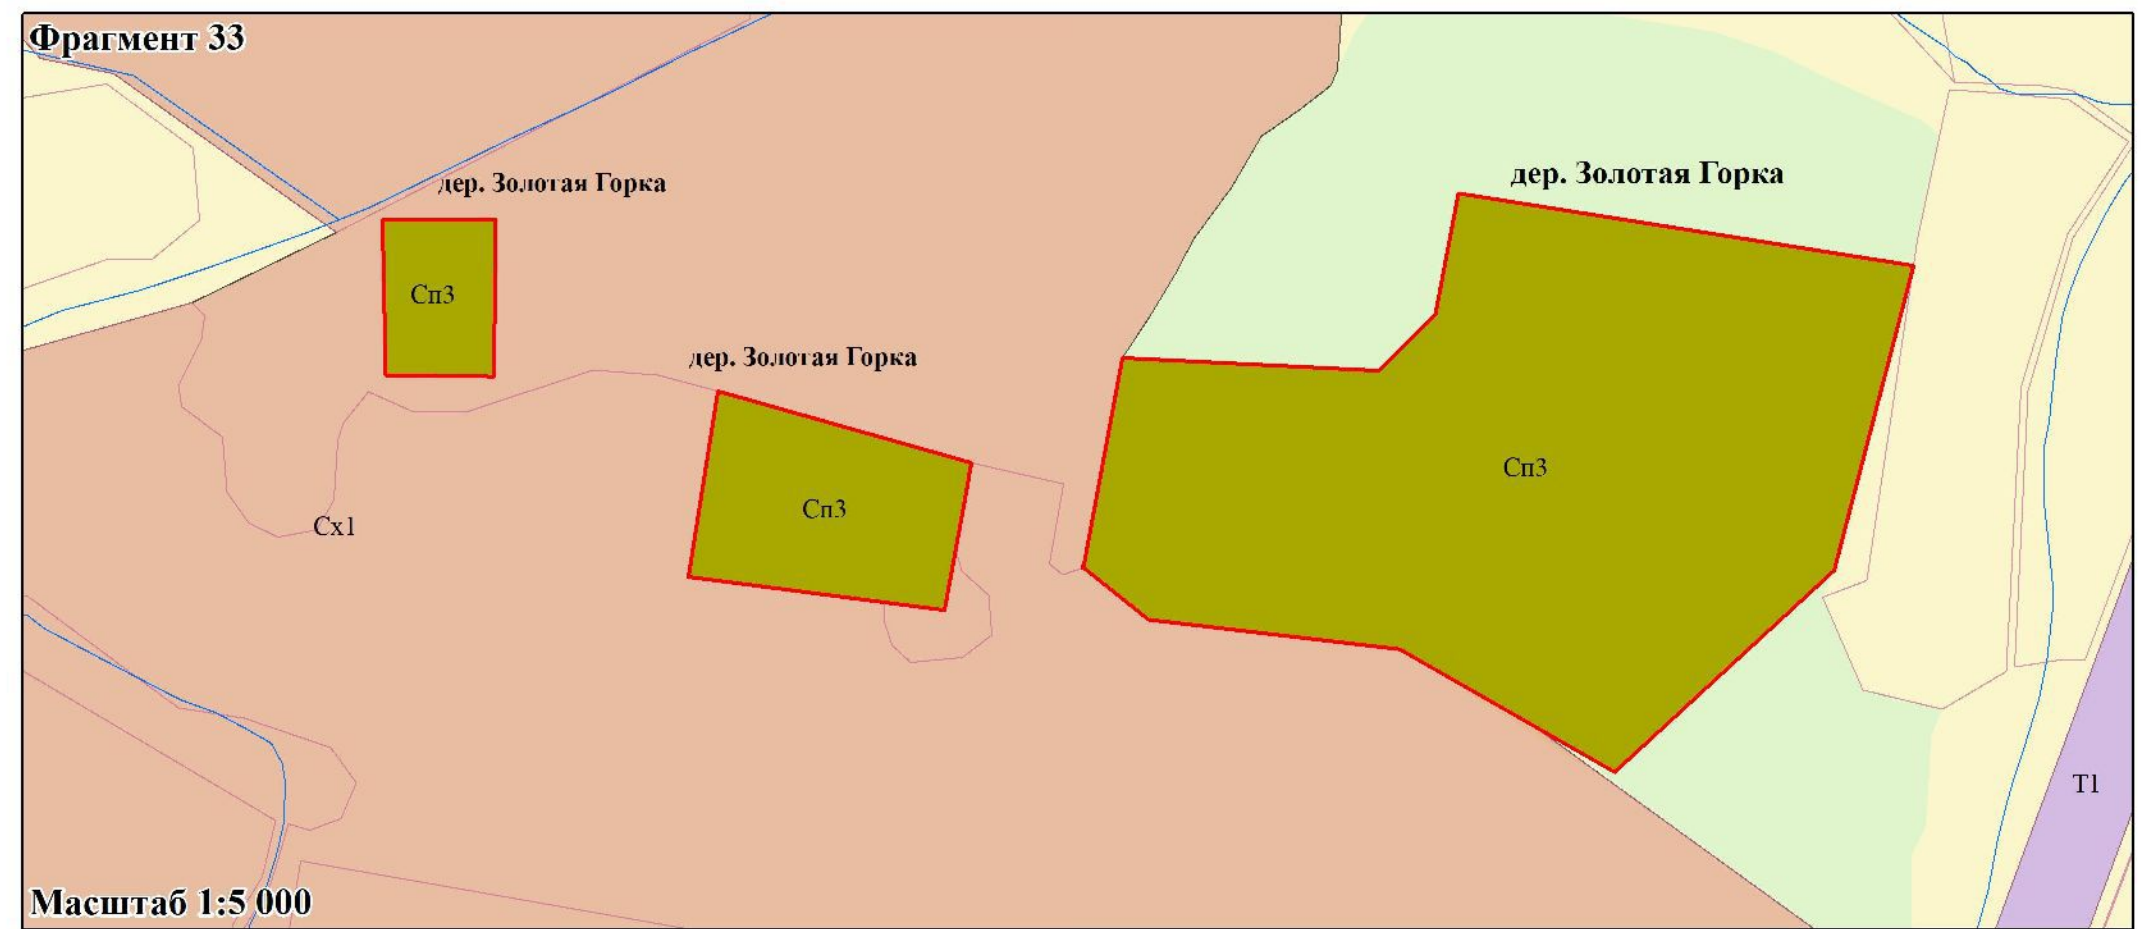 Фрагмент 33
дер. Золотая Горка
дер. Золотая Горка
Сп3
дер. Золотая Горка
Сп3
Сп3
Сх1
Т1
Масштаб 1:5 000